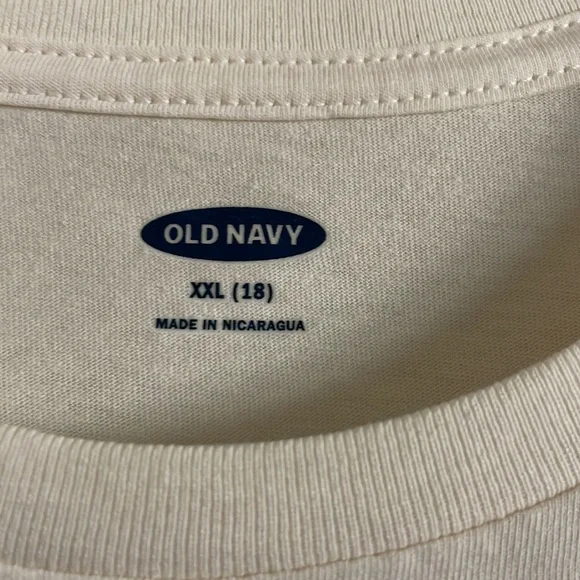 OLD NAVY
XXL (18)
MADE IN NICARAGUA